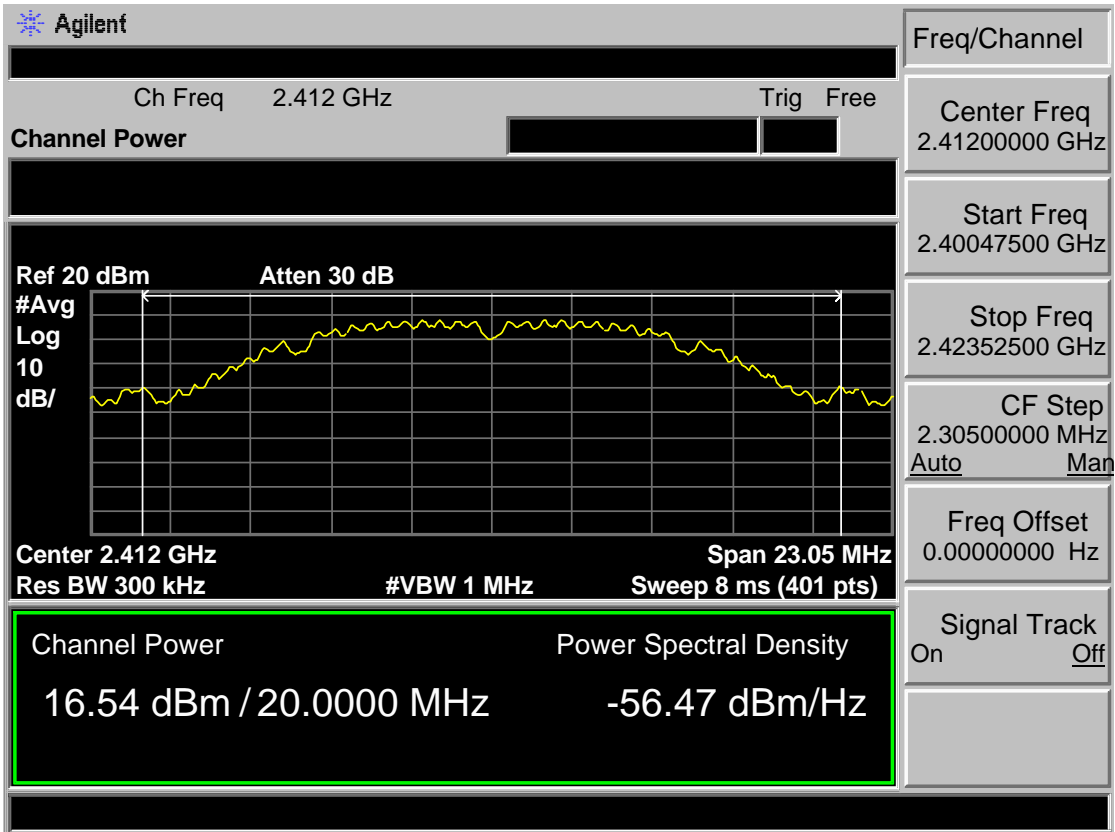 Agilent
Freq/Channel
Ch Freq 2.412 GHz Trig Free
Channel Power
Center Freq
2.41200000 GHz
Start Freq
2.40047500 GHz
Stop Freq
2.42352500 GHz
CF Step
2.30500000 MHz
Auto Man
Freq Offset
0.00000000 Hz
Signal Track
On Off
Ref 20 dBm Atten 30 dB
#Avg
Log
10
dB/
Center 2.412 GHz Span 23.05 MHz
Res BW 300 kHz #VBW 1 MHz Sweep 8 ms (401 pts)
Channel Power Power Spectral Density
16.54 dBm / 20.0000 MHz -56.47 dBm/Hz